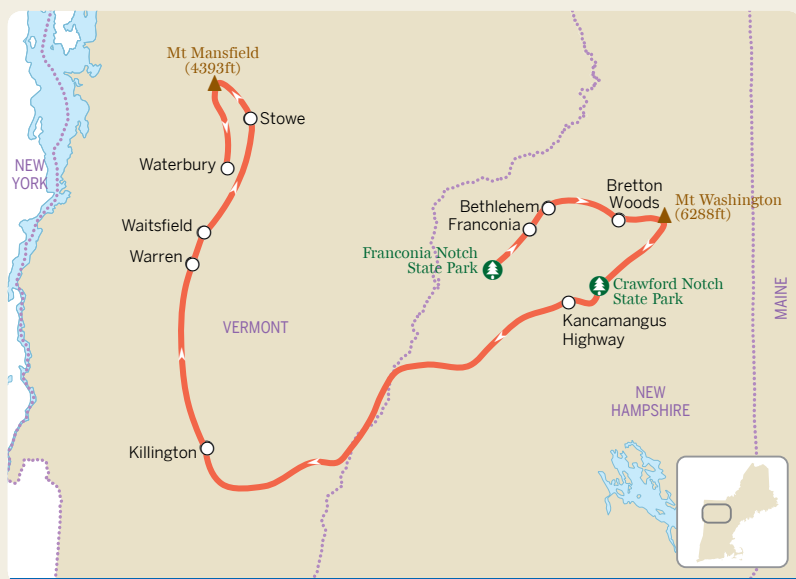 Mt Mansfield
(4393ft)
Stowe
NEW
YORK
Waterbury
Bretton
Woods
Mt Washington
(6288ft)
Bethlehem
Franconia
Waitsfield
Warren
Franconia Notch
State Park
Crawford Notch
State Park
MAINE
Kancamangus
Highway
VERMONT
NEW
HAMPSHIRE
Killington